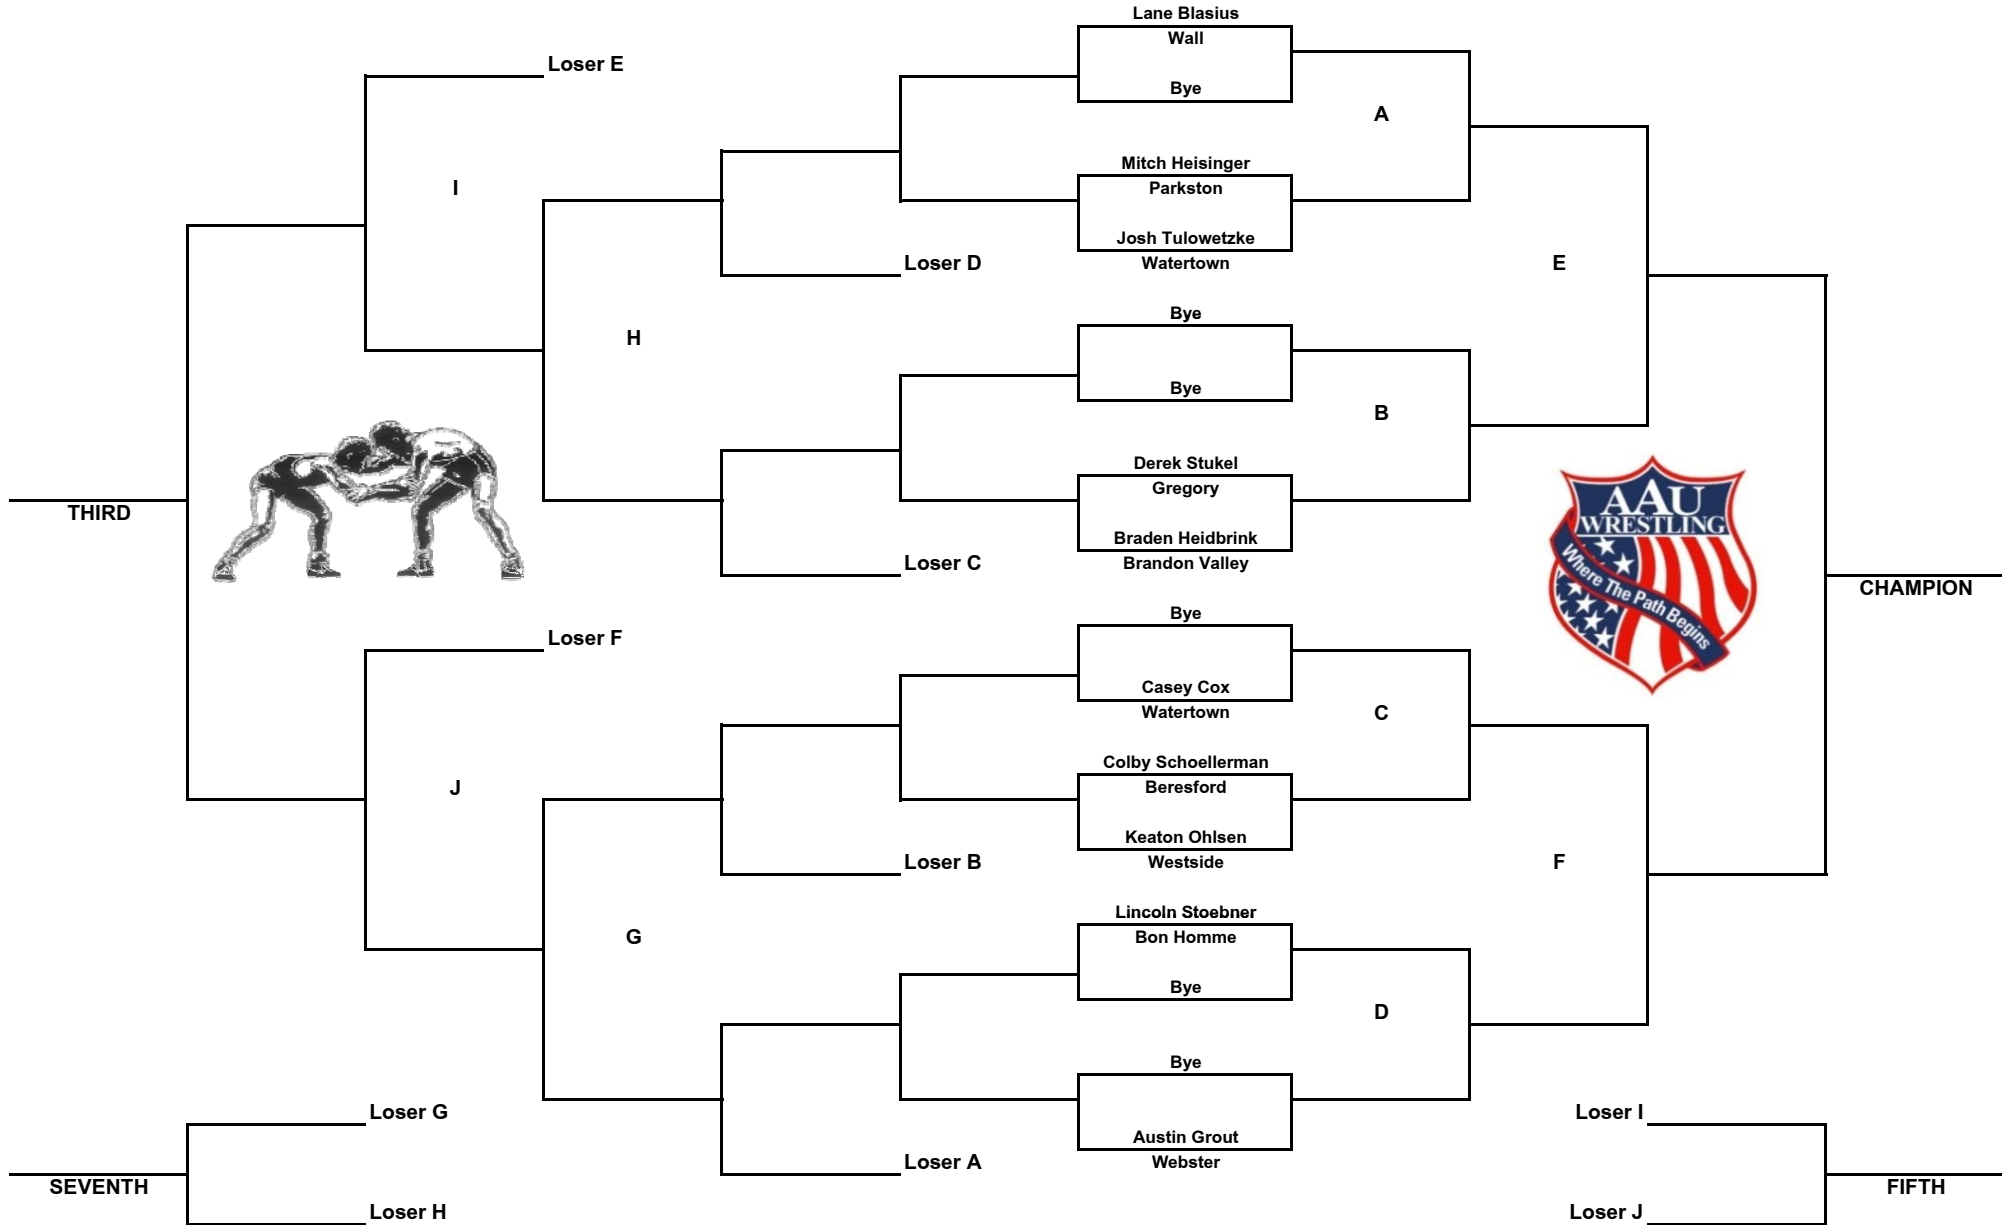 Lane Blasius
Wall
Loser E
Bye
A
Mitch Heisinger
I
Parkston
Josh Tulowetzke
Loser D
Watertown
E
Bye
H
Bye
B
Derek Stukel
Gregory
THIRD
Braden Heidbrink
Loser C
Brandon Valley
AAU
WRESTLING
Where The Path Begins
CHAMPION
Bye
Loser F
Casey Cox
Watertown
C
Colby Schoellerman
J
Beresford
Keaton Ohlsen
Loser B
Westside
F
Lincoln Stoebner
G
Bon Homme
Bye
D
Bye
Loser G
Loser I
Austin Grout
Loser A
Webster
SEVENTH
FIFTH
Loser H
Loser J